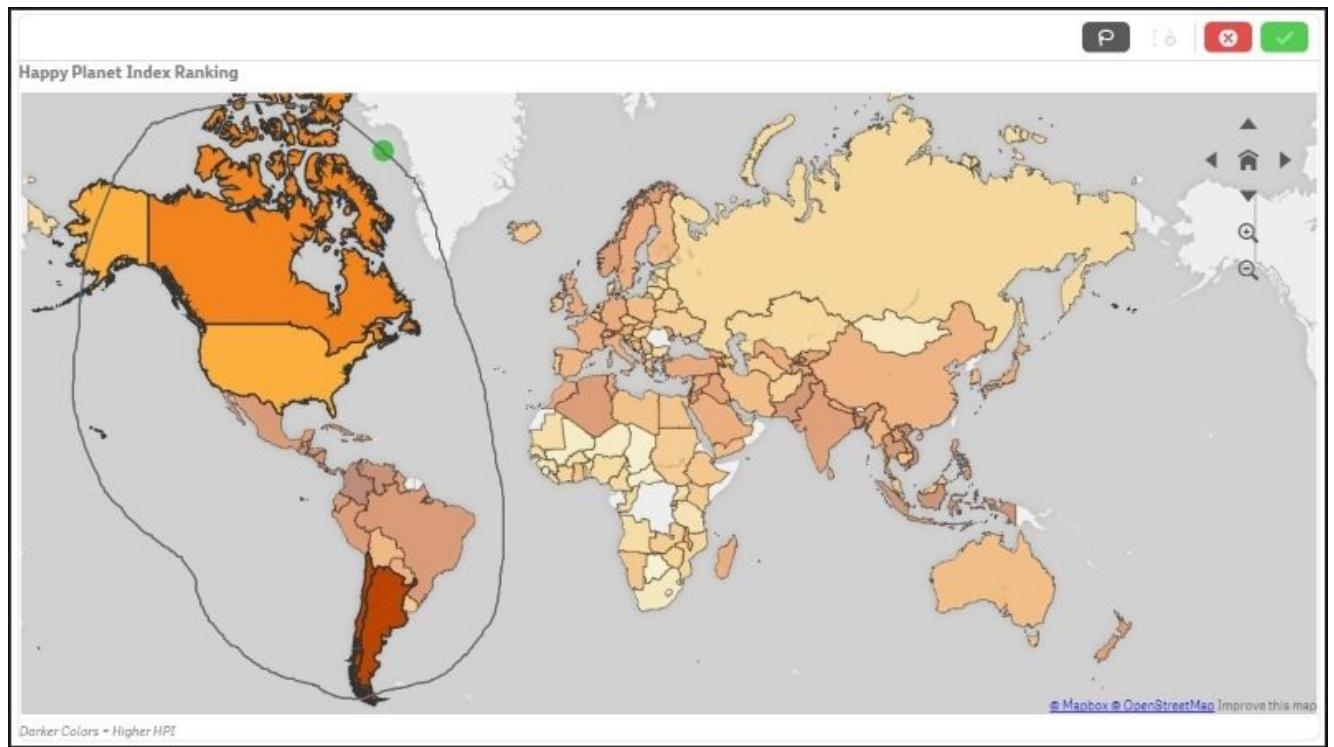 Happy Planet Index Ranking
© Mapbox © OpenStreetMap Improve this map
Darker Colors = Higher HPI